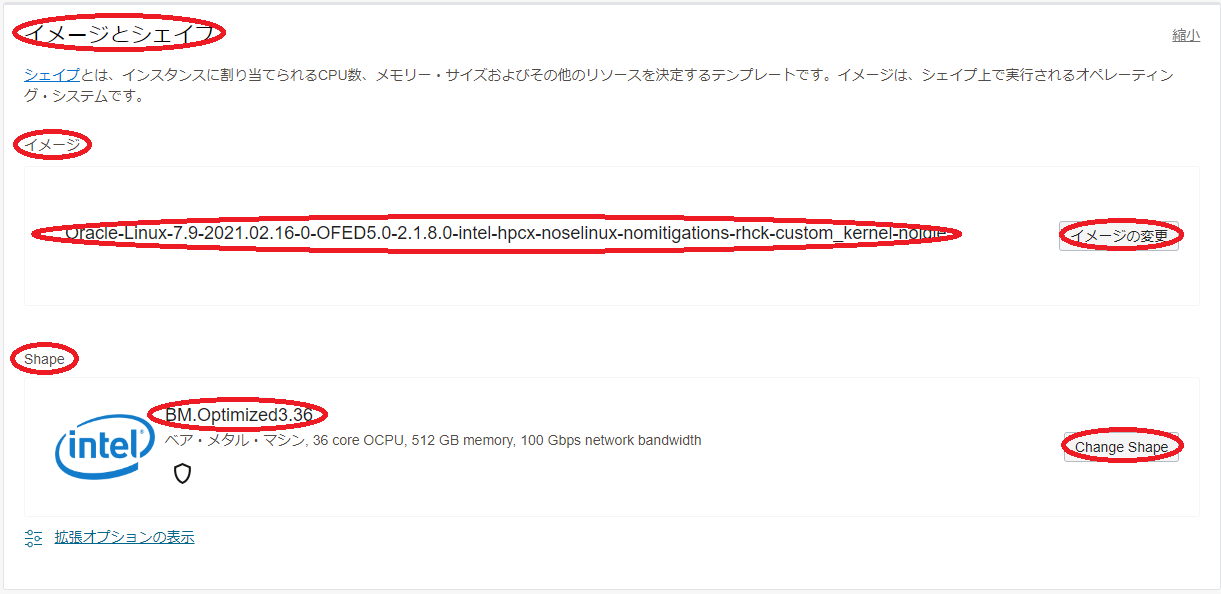 イメージとシェイプ
縮小
シェイプとは、インスタンスに割り当てられるCPU数、メモリー・サイズおよびその他のリソースを決定するテンプレートです。イメージは、シェイプ上で実行されるオペレーティン
グ・システムです。
イメージ
Oracle-Linux-7.9-2021.02.16-0-OFED5.0-2.1.8.0-intel-hpcx-noselinux-nomitigations-rhck-custom_kernel-noidle
イメージの変更
Shape
intel
BM.Optimized3.36
ベア・メタル・マシン, 36 core OCPU, 512 GB memory, 100 Gbps network bandwidth
Change Shape
拡張オプションの表示